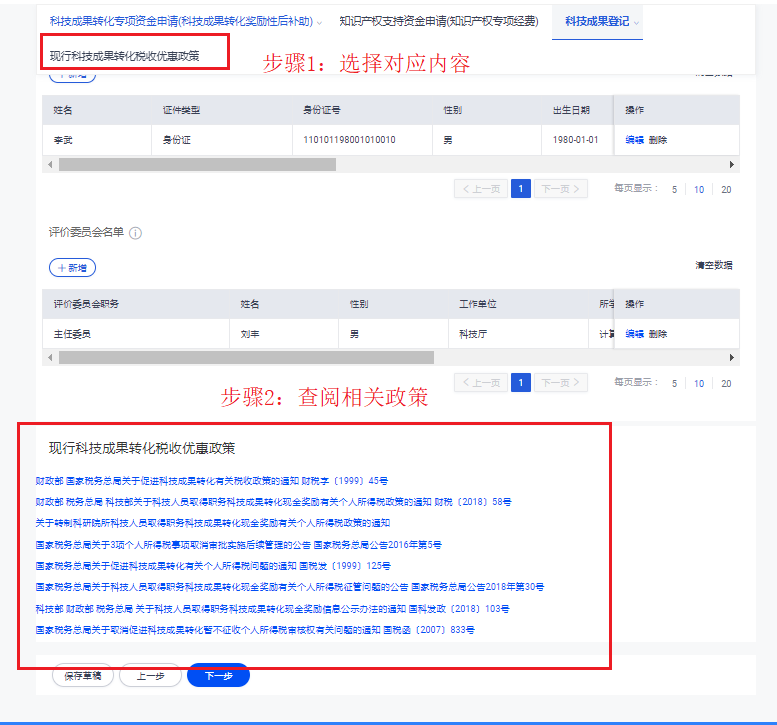 科技成果转化专项资金申请(科技成果转化奖励性后补助) 知识产权支持资金申请(知识产权专项经费) 科技成果登记
现行科技成果转化税收优惠政策
步骤1：选择对应内容
姓名 证件类型 身份证号 性别 出生日期 操作
李武 身份证 110101198001010010 男 1980-01-01 编辑 删除
< 上一页 1 下一页 > 每页显示： 5 10 20
评价委员会名单
+ 新增 清空数据
评价委员会职务 姓名 性别 工作单位 所学 操作
主任委员 刘丰 男 科技厅 计算 编辑 删除
< 上一页 1 下一页 > 每页显示： 5 10 20
步骤2：查阅相关政策
现行科技成果转化税收优惠政策
财政部 国家税务总局关于促进科技成果转化有关税收政策的通知 财税字〔1999〕45号
财政部 税务总局 科技部关于科技人员取得职务科技成果转化现金奖励有关个人所得税政策的通知 财税〔2018〕58号
关于转制科研院所科技人员取得职务科技成果转化现金奖励有关个人所得税政策的通知
国家税务总局关于3项个人所得税事项取消审批实施后续管理的公告 国家税务总局公告2016年第5号
国家税务总局关于促进科技成果转化有关个人所得税问题的通知 国税发〔1999〕125号
国家税务总局关于科技人员取得职务科技成果转化现金奖励有关个人所得税征管问题的公告 国家税务总局公告2018年第30号
科技部 财政部 税务总局 关于科技人员取得职务科技成果转化现金奖励信息公示办法的通知 国科发政〔2018〕103号
国家税务总局关于取消促进科技成果转化暂不征收个人所得税审核权有关问题的通知 国税函〔2007〕833号
保存草稿 上一步 下一步